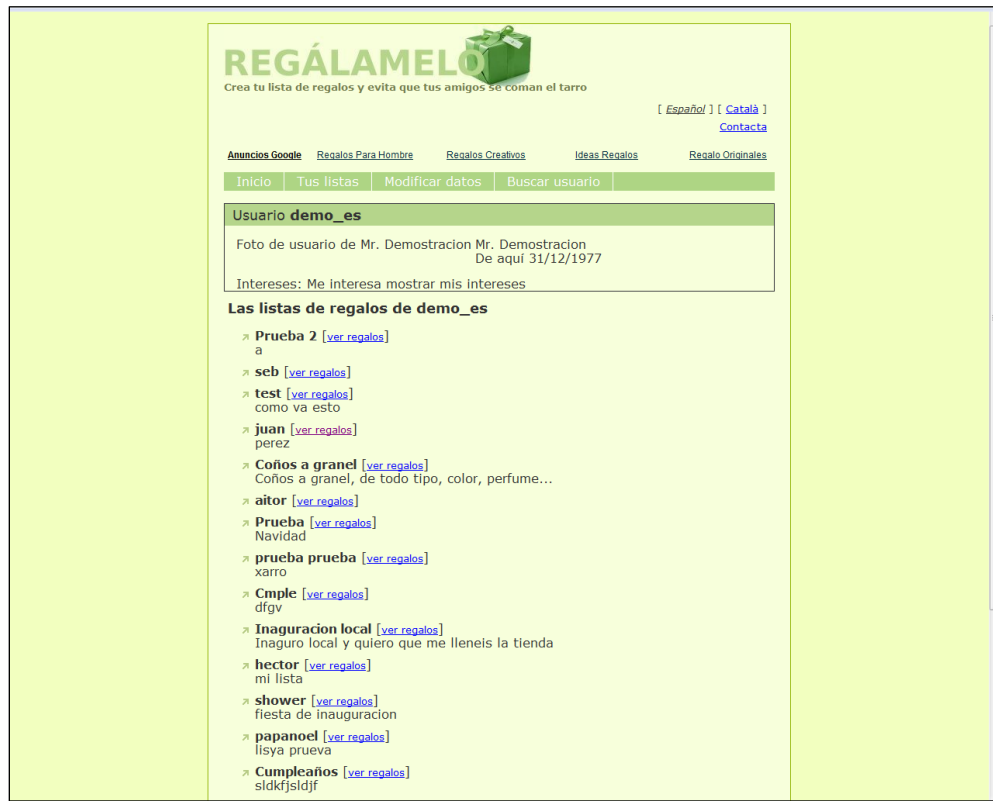 REGÁLAMELO
Crea tu lista de regalos y evita que tus amigos se coman el tarro
[ Español ] [ Català ]
Contacta
Anuncios Google Regalos Para Hombre Regalos Creativos Ideas Regalos Regalo Originales
Inicio Tus listas Modificar datos Buscar usuario
Usuario demo_es
Foto de usuario de Mr. Demostracion Mr. Demostracion
De aquí 31/12/1977
Intereses: Me interesa mostrar mis intereses
Las listas de regalos de demo_es
Prueba 2 [ver regalos]
a
seb [ver regalos]
test [ver regalos]
como va esto
juan [ver regalos]
perez
Coños a granel [ver regalos]
Coños a granel, de todo tipo, color, perfume...
aitor [ver regalos]
Prueba [ver regalos]
Navidad
prueba prueba [ver regalos]
xarro
Cmple [ver regalos]
dfgv
Inaguracion local [ver regalos]
Inaguro local y quiero que me lleneis la tienda
hector [ver regalos]
mi lista
shower [ver regalos]
fiesta de inauguracion
papanoel [ver regalos]
lisya prueva
Cumpleaños [ver regalos]
sldkfjsldjf